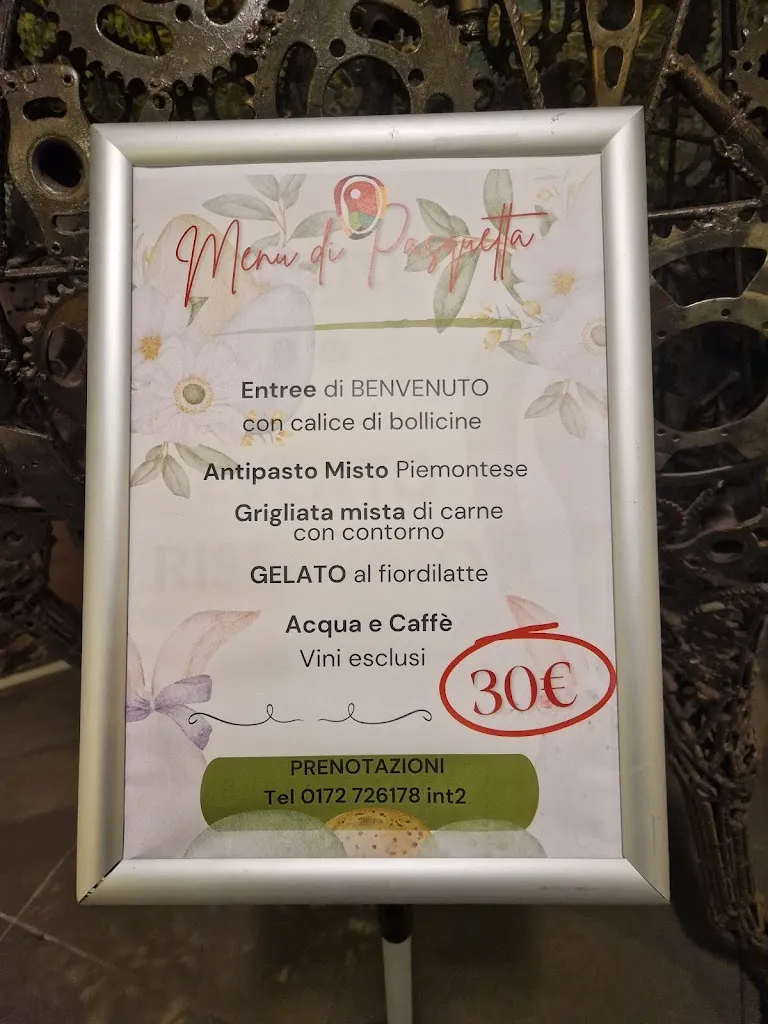 Menu di Pasquetta
Entree di BENVENUTO
con calice di bollicine
Antipasto Misto Piemontese
Grigliata mista di carne
con contorno
GELATO al fiordilatte
Acqua e Caffè
Vini esclusi
30€
PRENOTAZIONI
Tel 0172 726178 int2